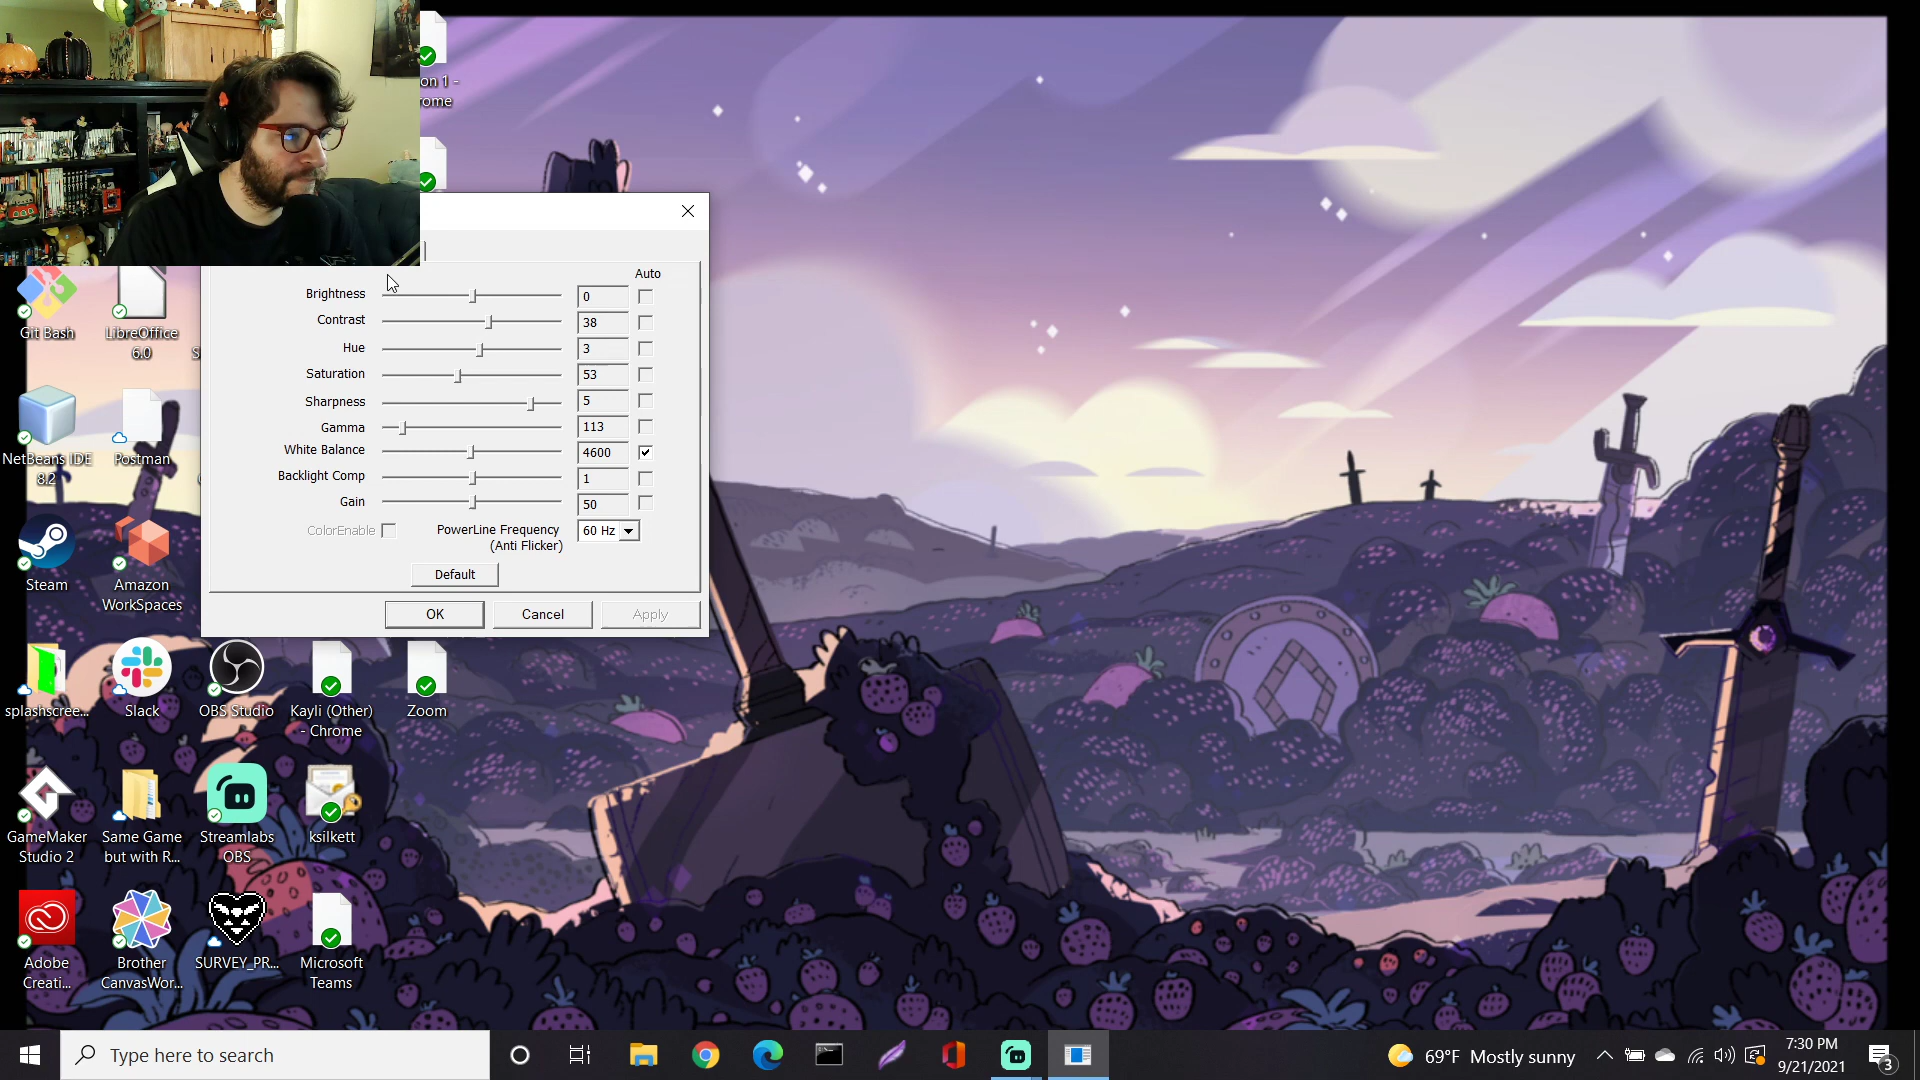 on 1 -
rome
Auto
Brightness
0
Contrast
38
Hue
3
Saturation
53
Sharpness
5
Gamma
113
White Balance
4600
Backlight Comp
1
Gain
50
ColorEnable
PowerLine Frequency
(Anti Flicker)
60 Hz
Default
OK
Cancel
Apply
Git Bash
LibreOffice
6.0
S
NetBeans IDE
8.2
Postman
Steam
Amazon
WorkSpaces
splashscree...
Slack
OBS Studio
Kayli (Other)
- Chrome
Zoom
GameMaker
Studio 2
Same Game
but with R...
Streamlabs
OBS
ksilkett
Adobe
Creati...
Brother
CanvasWor...
SURVEY_PR...
Microsoft
Teams
Type here to search
69°F Mostly sunny
7:30 PM
9/21/2021
3